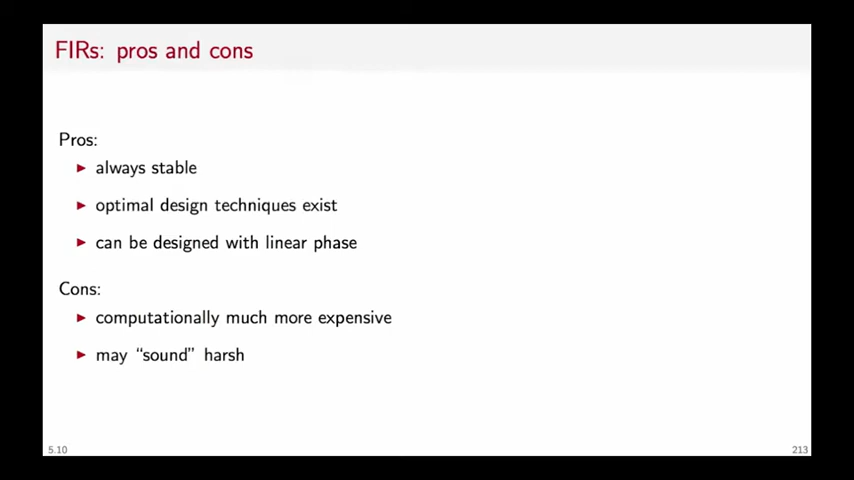 FIRs: pros and cons
Pros:
▶ always stable
▶ optimal design techniques exist
▶ can be designed with linear phase
Cons:
▶ computationally much more expensive
▶ may “sound” harsh
5.10
213